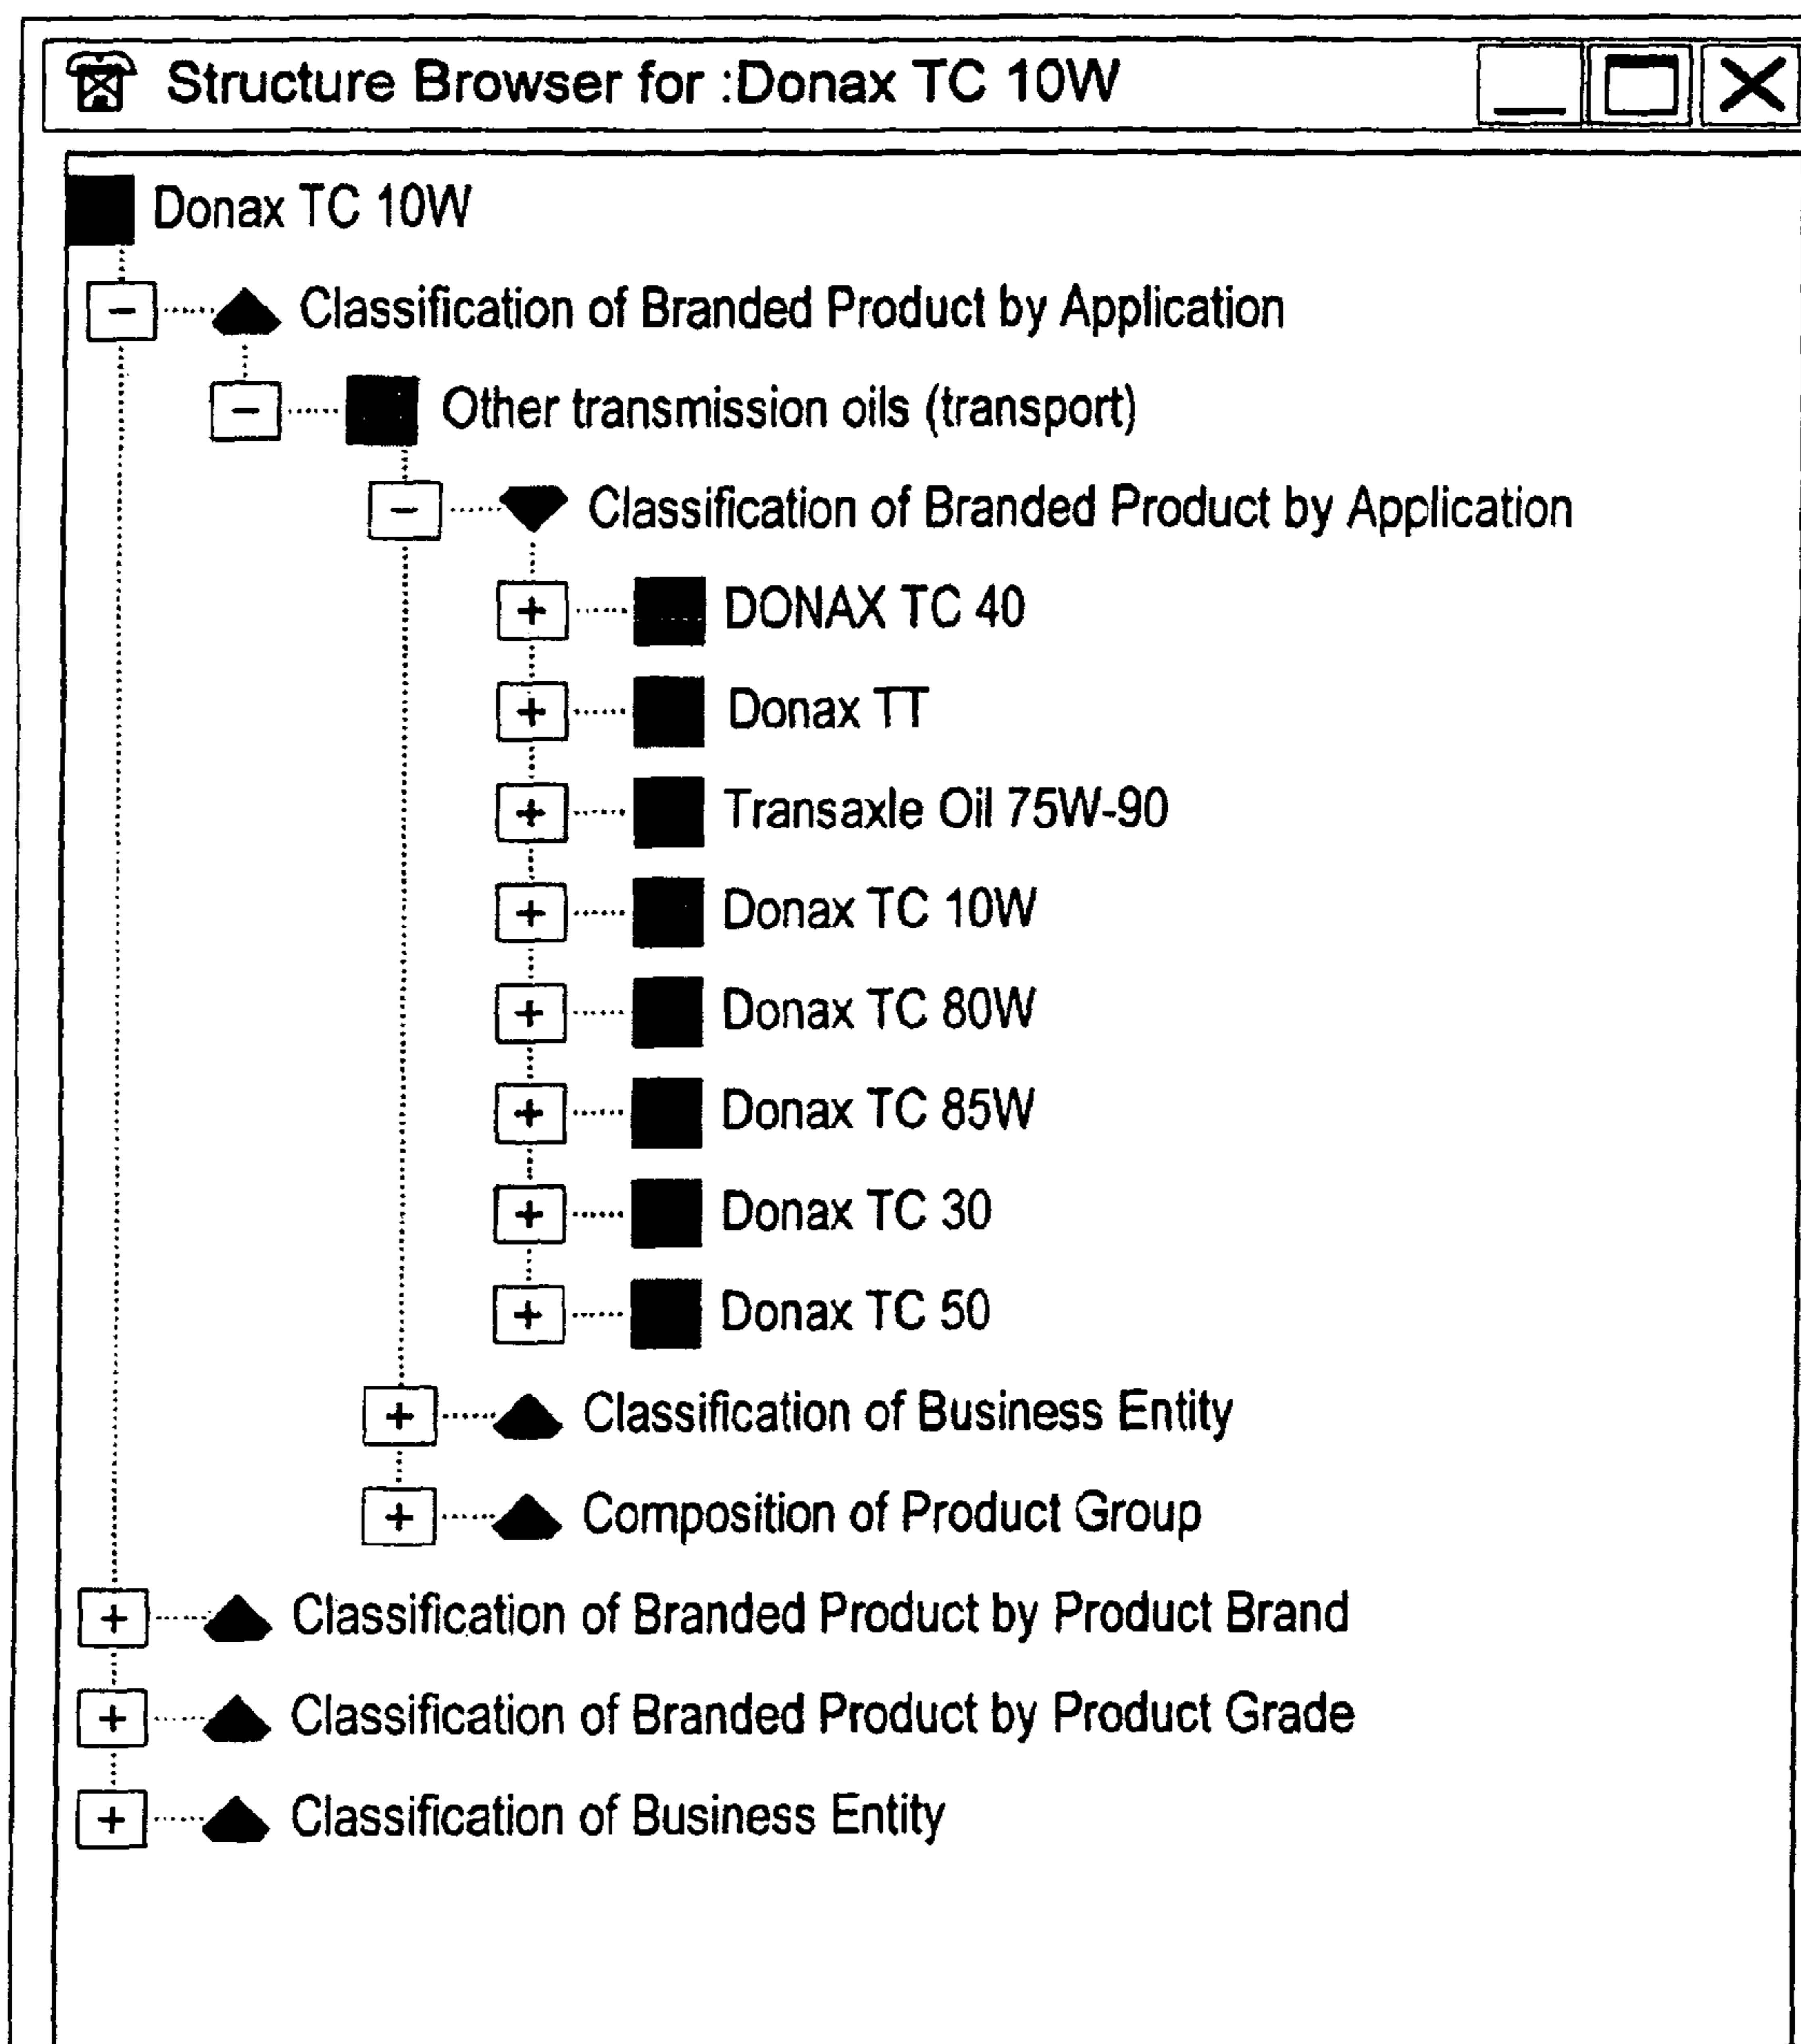 Structure Browser for :Donax TC 10W
Donax TC 10W
Classification of Branded Product by Application
Other transmission oils (transport)
Classification of Branded Product by Application
DONAX TC 40
Donax TT
Transaxle Oil 75W-90
Donax TC 10W
Donax TC 80W
Donax TC 85W
Donax TC 30
Donax TC 50
Classification of Business Entity
Composition of Product Group
Classification of Branded Product by Product Brand
Classification of Branded Product by Product Grade
Classification of Business Entity